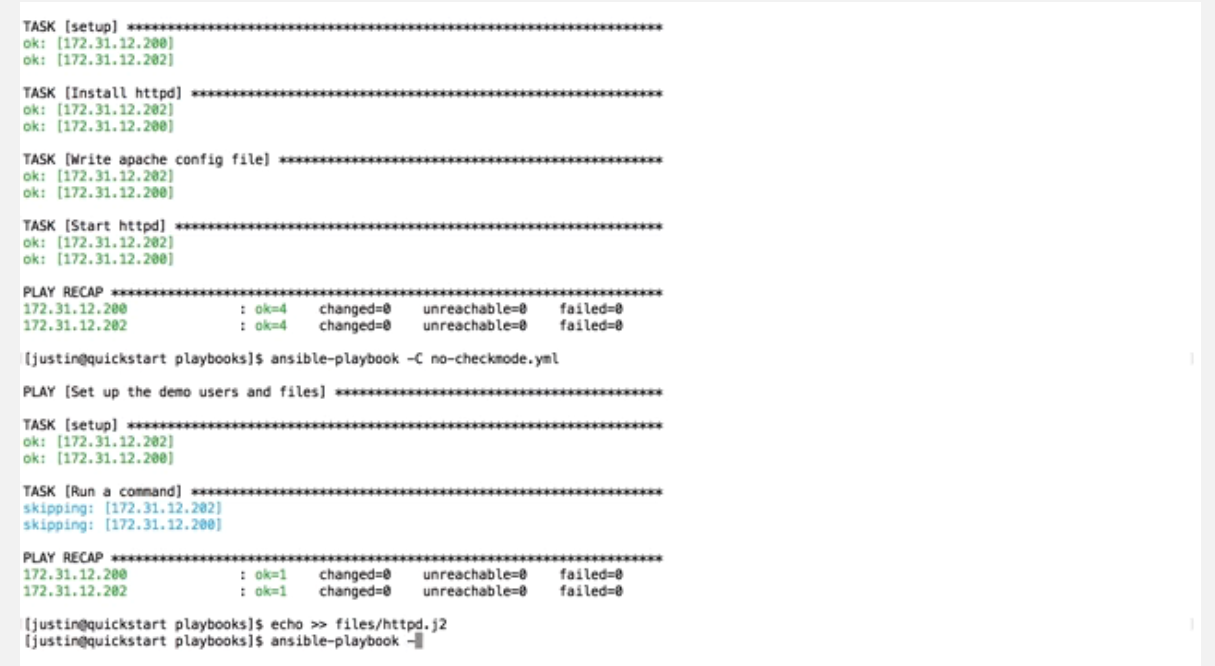 TASK [setup] ******************************************************************
ok: [172.31.12.200]
ok: [172.31.12.202]
TASK [Install httpd] **********************************************************
ok: [172.31.12.202]
ok: [172.31.12.200]
TASK [Write apache config file] ***********************************************
ok: [172.31.12.202]
ok: [172.31.12.200]
TASK [Start httpd] ************************************************************
ok: [172.31.12.202]
ok: [172.31.12.200]
PLAY RECAP ********************************************************************
172.31.12.200 : ok=4 changed=0 unreachable=0 failed=0
172.31.12.202 : ok=4 changed=0 unreachable=0 failed=0
[justin@quickstart playbooks]$ ansible-playbook -C no-checkmode.yml
PLAY [Set up the demo users and files] ****************************************
TASK [setup] ******************************************************************
ok: [172.31.12.202]
ok: [172.31.12.200]
TASK [Run a command] **********************************************************
skipping: [172.31.12.202]
skipping: [172.31.12.200]
PLAY RECAP ********************************************************************
172.31.12.200 : ok=1 changed=0 unreachable=0 failed=0
172.31.12.202 : ok=1 changed=0 unreachable=0 failed=0
[justin@quickstart playbooks]$ echo >> files/httpd.j2
[justin@quickstart playbooks]$ ansible-playbook -